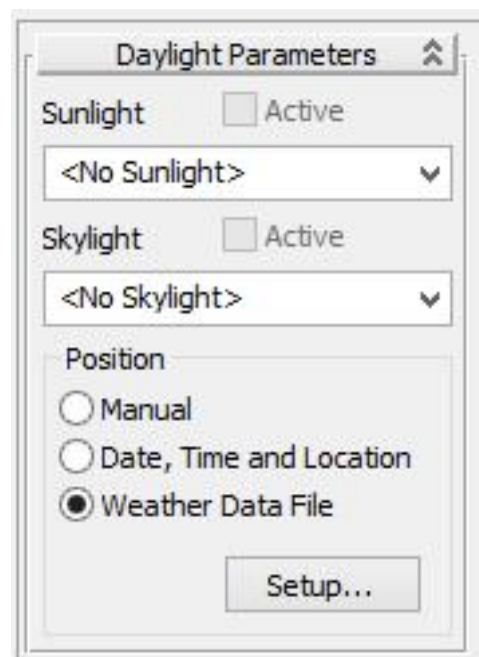 Daylight Parameters
Sunlight Active
<No Sunlight>
Skylight Active
<No Skylight>
Position
Manual
Date, Time and Location
Weather Data File
Setup...